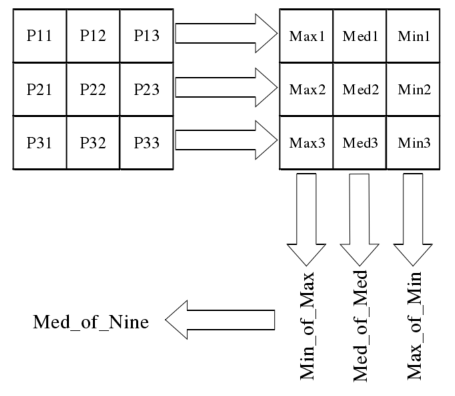 P11 P12 P13 Max1 Med1 Min1
P21 P22 P23 Max2 Med2 Min2
P31 P32 P33 Max3 Med3 Min3
Min_of_Max
Med_of_Med
Max_of_Min
Med_of_Nine